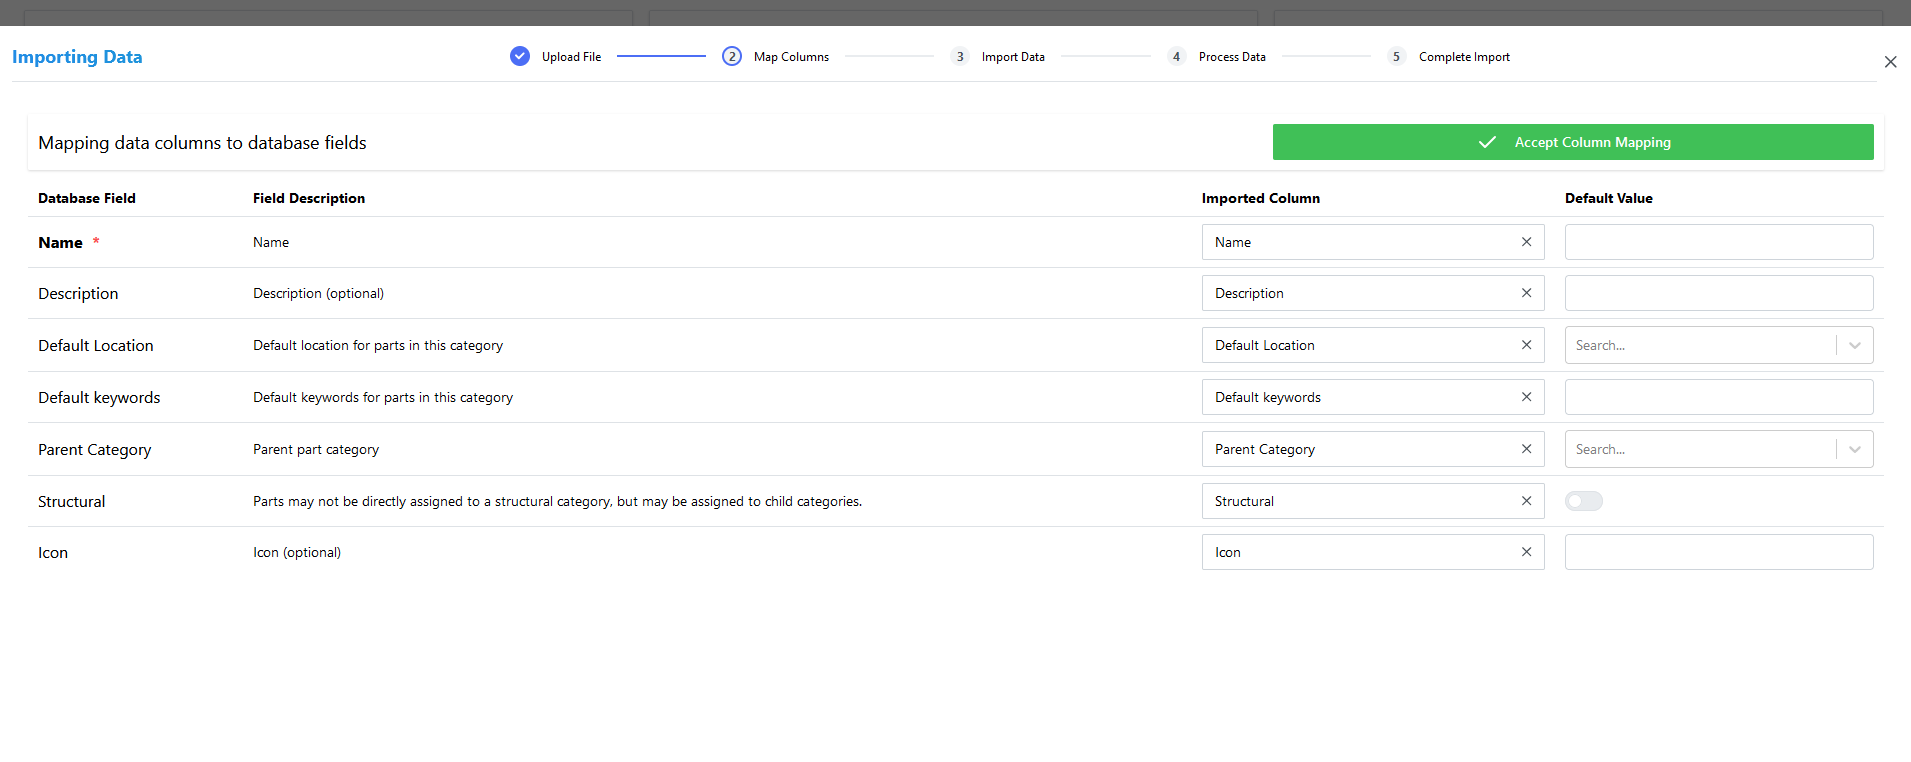 Importing Data
Upload File
2 Map Columns
3 Import Data
4 Process Data
5 Complete Import
Mapping data columns to database fields
Accept Column Mapping
Database Field Field Description Imported Column Default Value
Name * Name Name
Description Description (optional) Description
Default Location Default location for parts in this category Default Location Search...
Default keywords Default keywords for parts in this category Default keywords
Parent Category Parent part category Parent Category Search...
Structural Parts may not be directly assigned to a structural category, but may be assigned to child categories. Structural
Icon Icon (optional) Icon